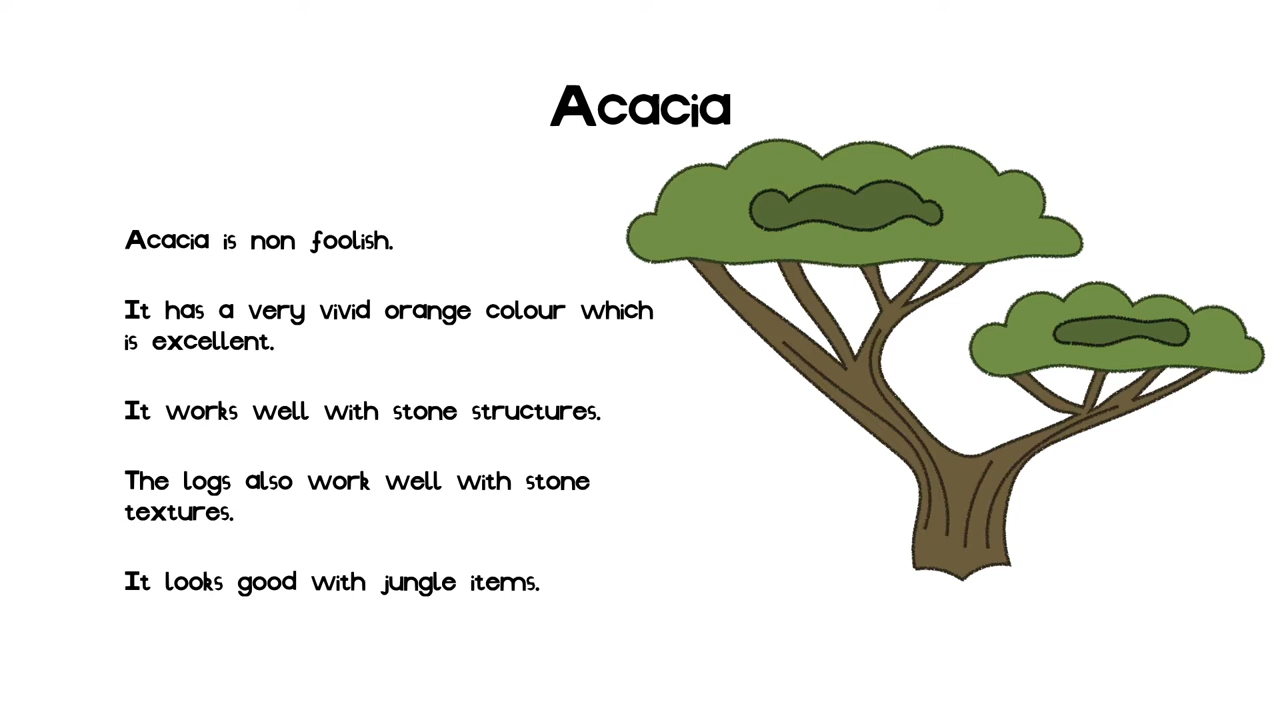 Acacia
Acacia is non foolish.
It has a very vivid orange colour which
is excellent.
It works well with stone structures.
The logs also work well with stone
textures.
It looks good with jungle items.